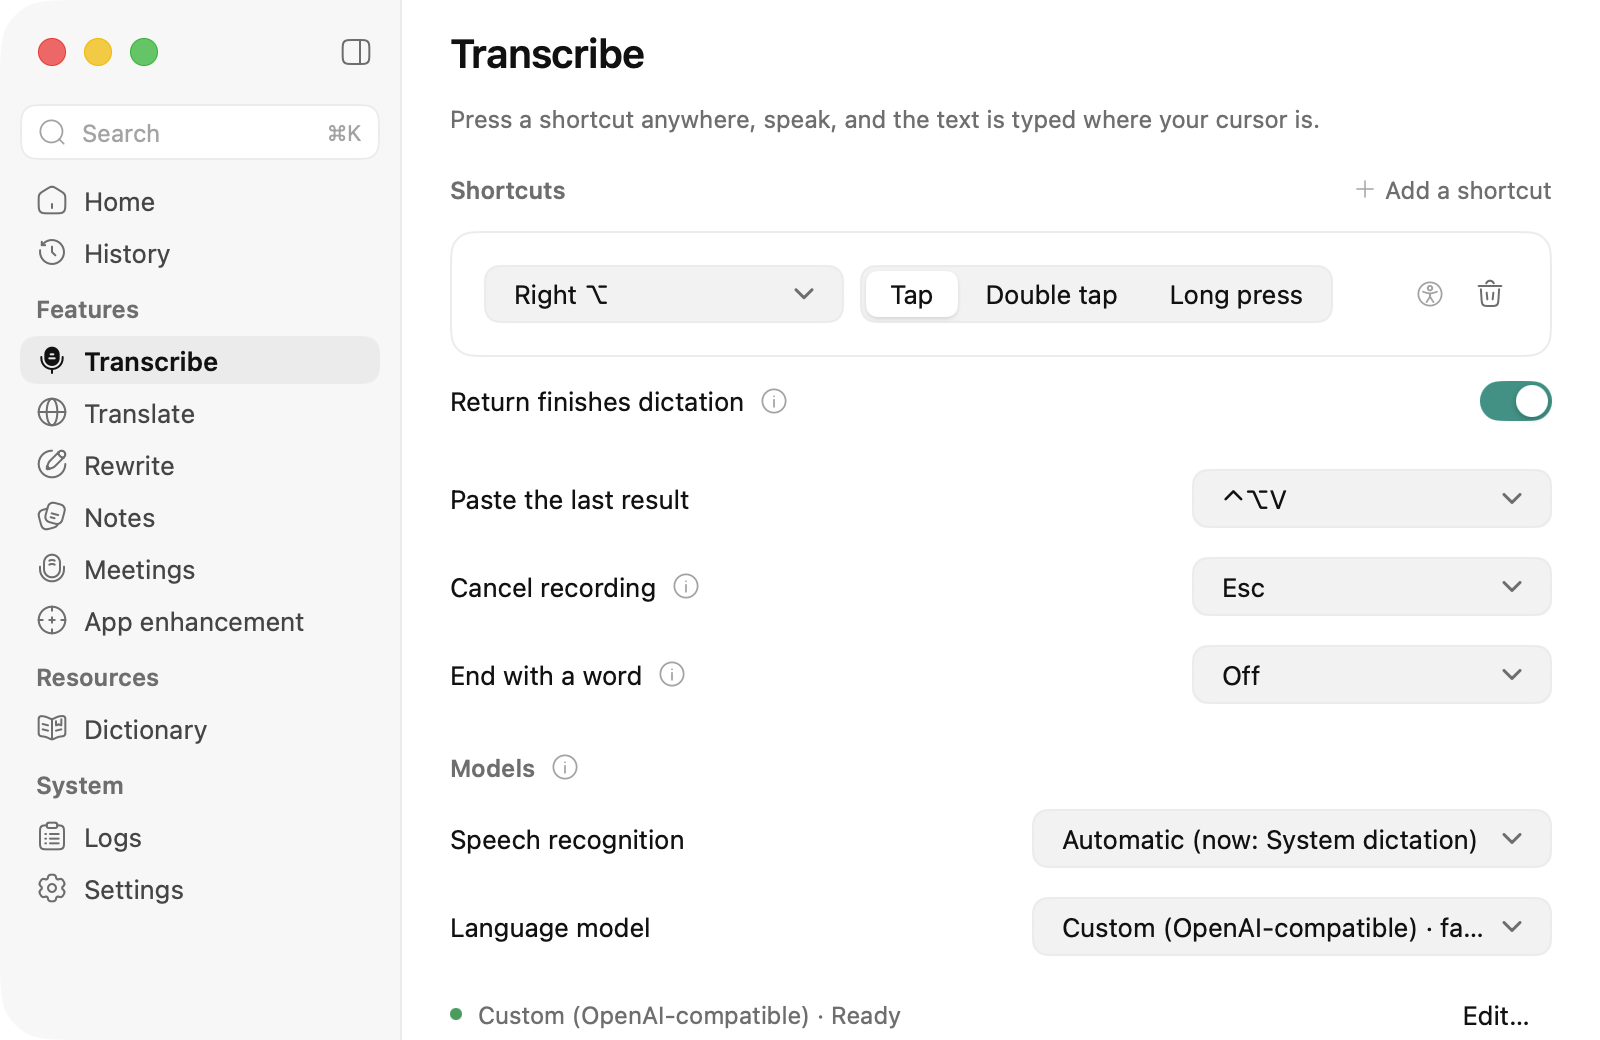 Transcribe
Press a shortcut anywhere, speak, and the text is typed where your cursor is.
Search ⌘K
Home
History
Features
Transcribe
Translate
Rewrite
Notes
Meetings
App enhancement
Resources
Dictionary
System
Logs
Settings
Shortcuts
+ Add a shortcut
Right ⌥
Tap Double tap Long press
Return finishes dictation
Paste the last result ^⌥V
Cancel recording Esc
End with a word Off
Models
Speech recognition Automatic (now: System dictation)
Language model Custom (OpenAI-compatible) · fa...
Custom (OpenAI-compatible) · Ready Edit...